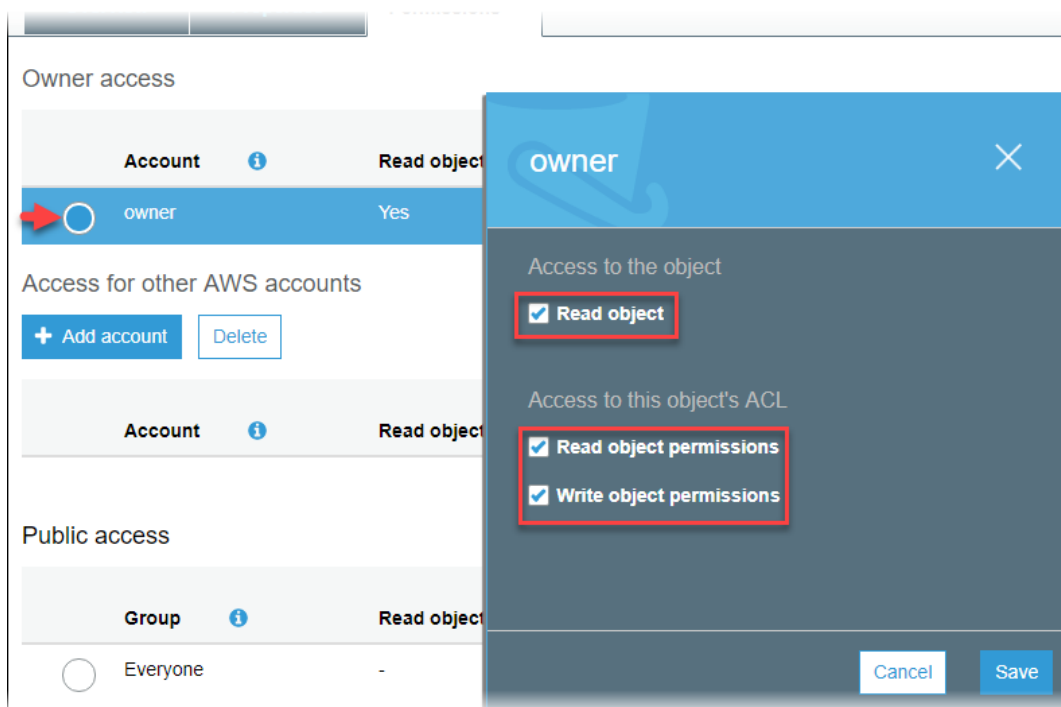 Owner access
Account
Read object
owner
Yes
Access for other AWS accounts
Add account
Delete
Account
Read object
Public access
Group
Read object
Everyone
-
owner
Access to the object
Read object
Access to this object's ACL
Read object permissions
Write object permissions
Cancel
Save